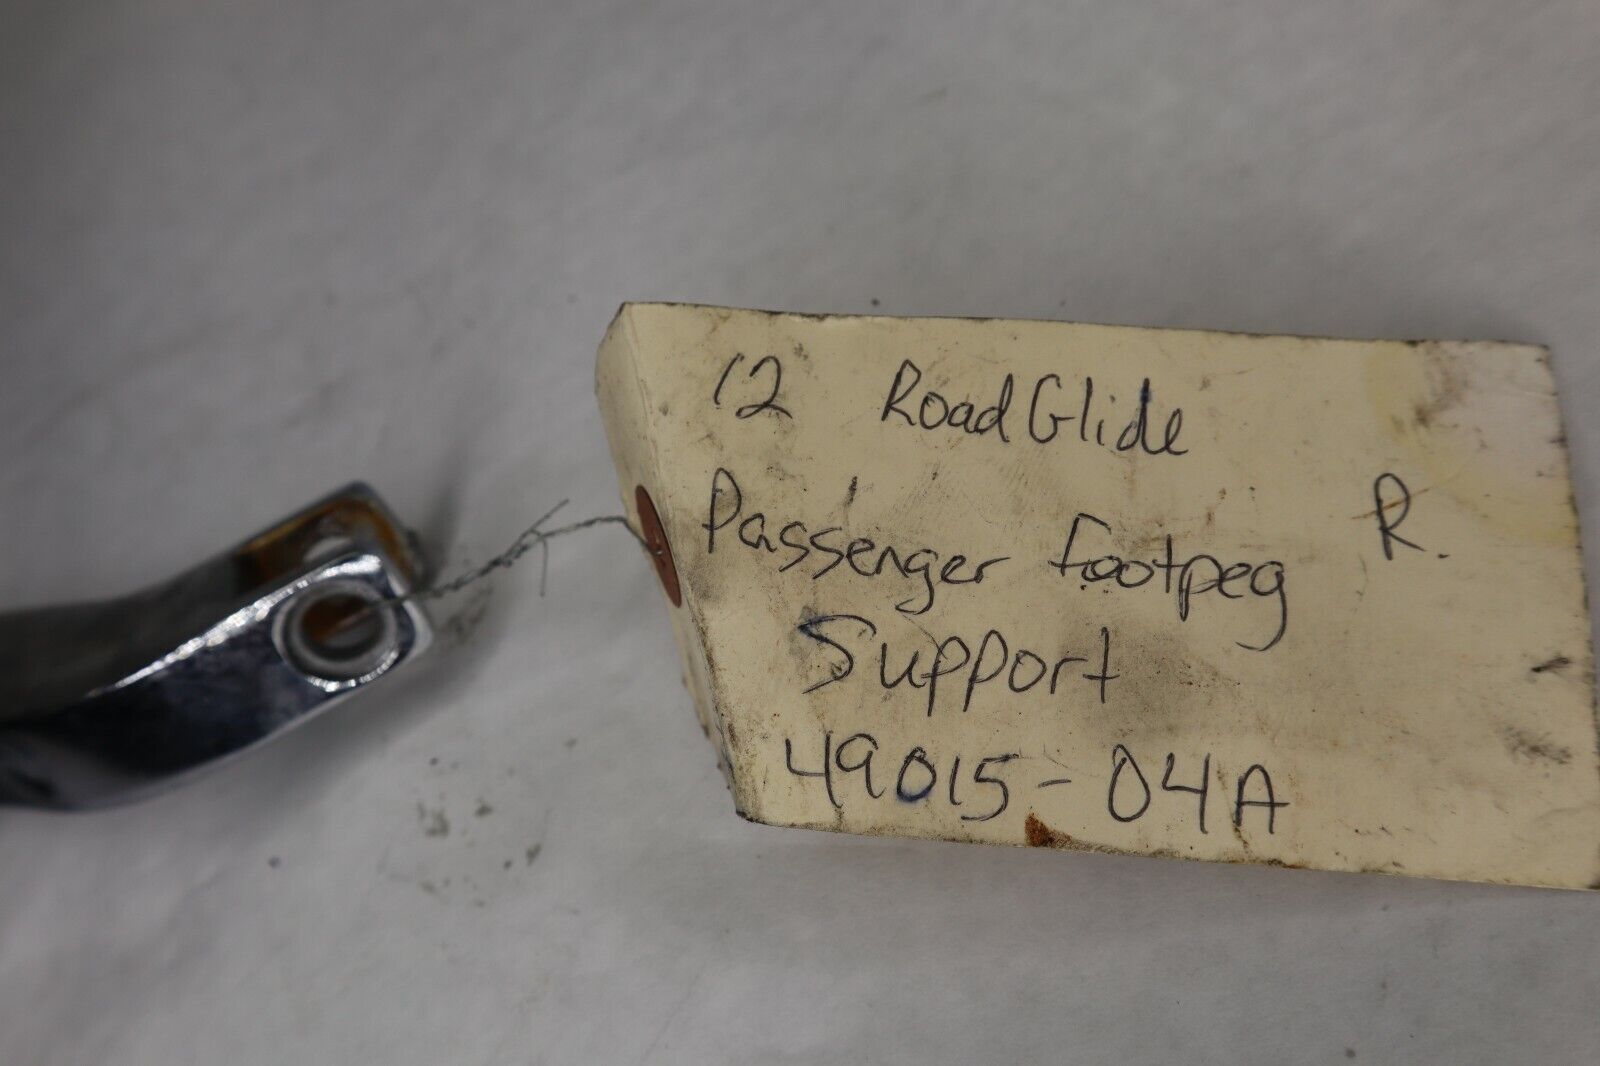 12 Road Glide
Passenger footpeg R.
Support
49015-04A